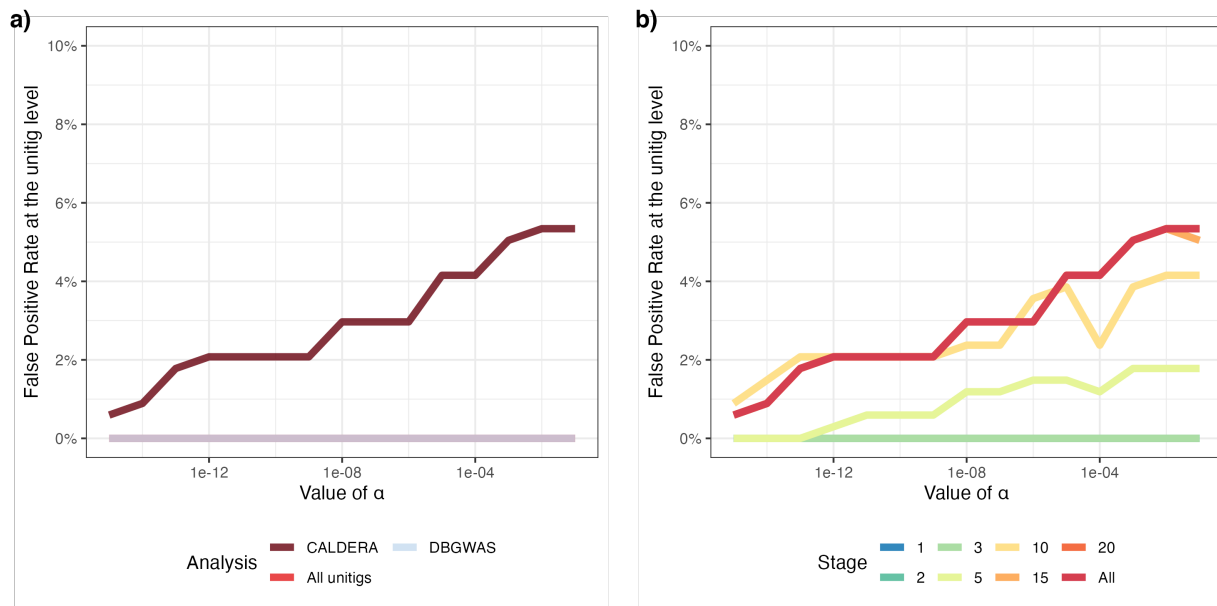 a)
False Positive Rate at the unitig level
10%
8%
6%
4%
2%
0%
1e-12 1e-08 1e-04
Value of α
Analysis
CALDERA DBGWAS
All unitigs
b)
False Positive Rate at the unitig level
10%
8%
6%
4%
2%
0%
1e-12 1e-08 1e-04
Value of α
Stage
1 3 10 20
2 5 15 All